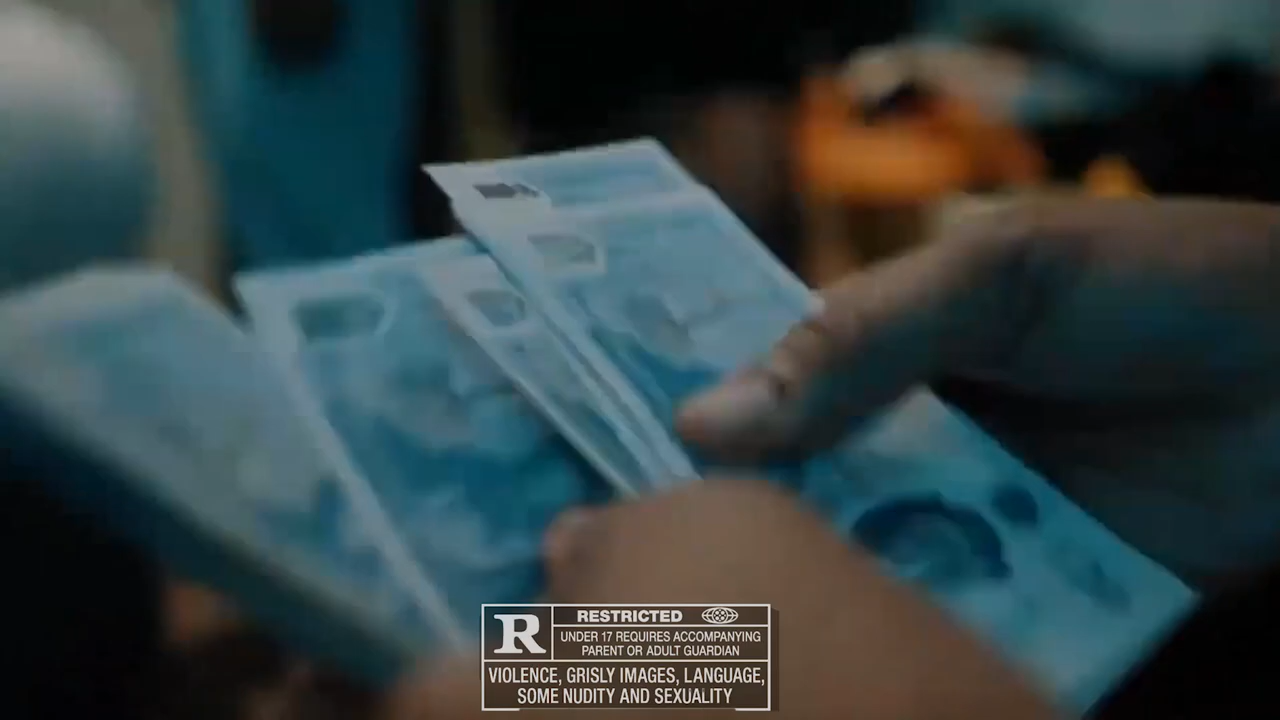 R
RESTRICTED
UNDER 17 REQUIRES ACCOMPANYING
PARENT OR ADULT GUARDIAN
VIOLENCE, GRISLY IMAGES, LANGUAGE,
SOME NUDITY AND SEXUALITY